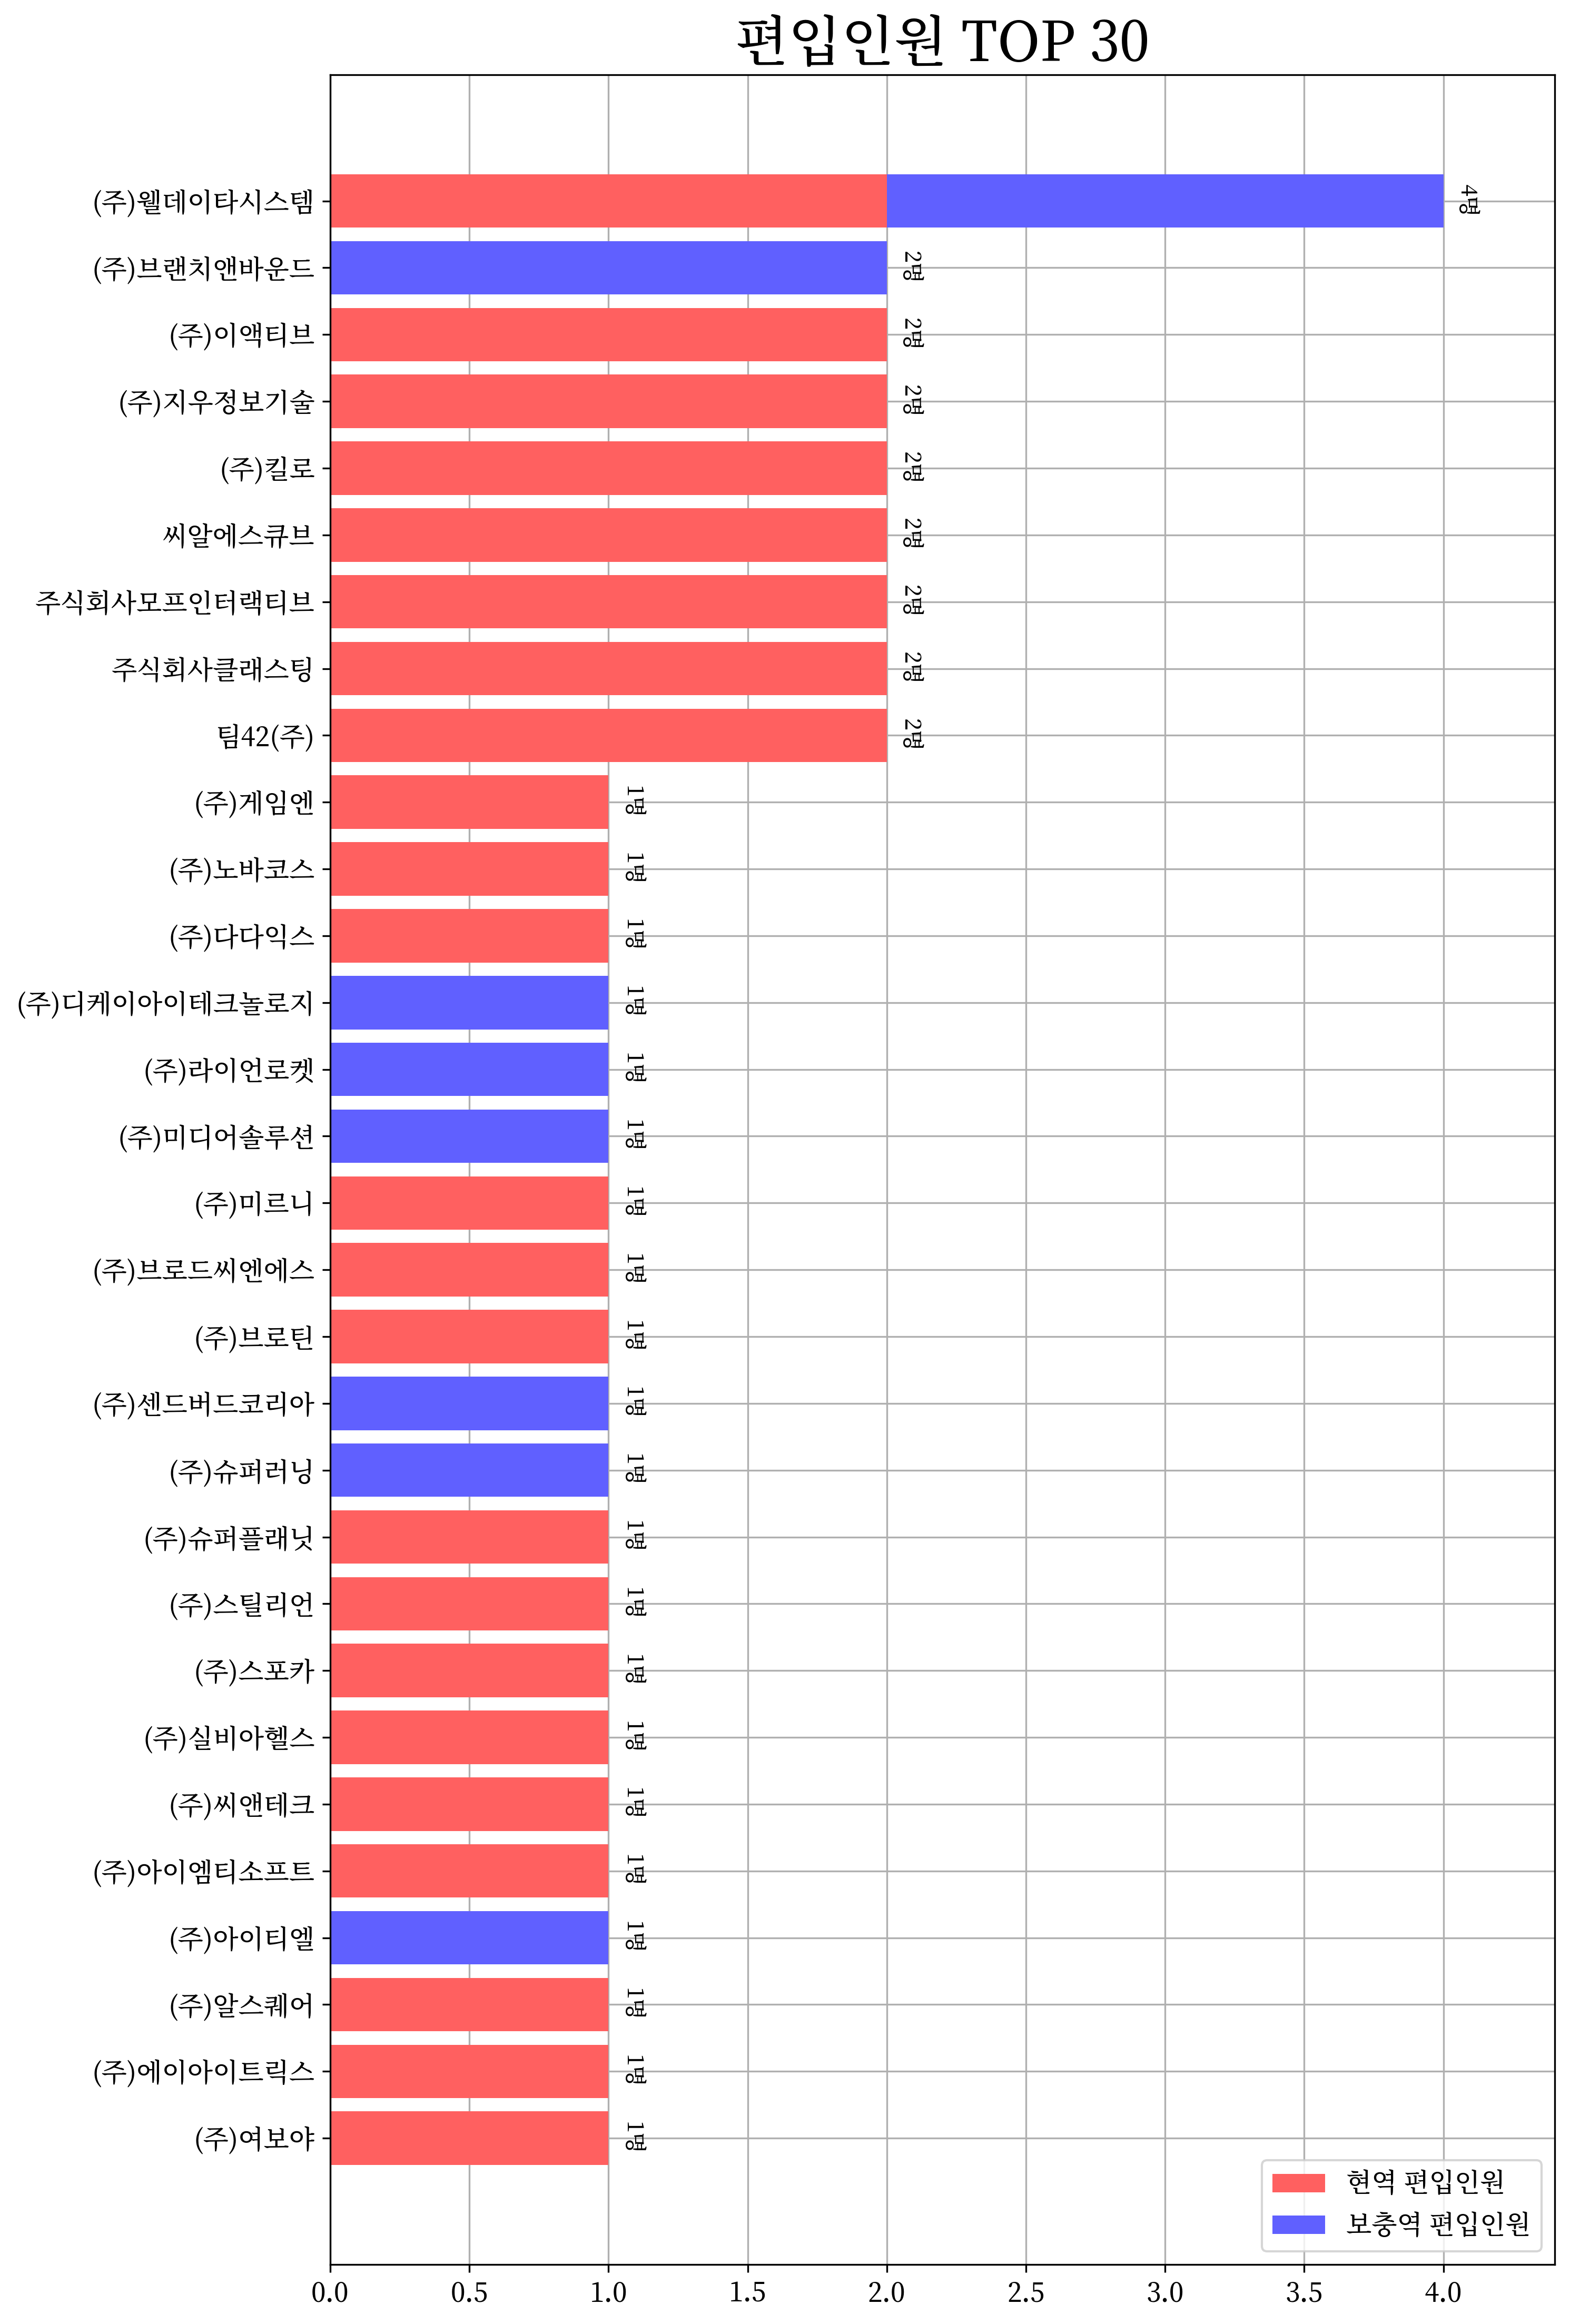 편입인원 TOP 30
(주)웰데이타시스템 4명
(주)브랜치앤바운드 2명
(주)이액티브 2명
(주)지우정보기술 2명
(주)킬로 2명
씨알에스큐브 2명
주식회사모프인터랙티브 2명
주식회사클래스팅 2명
팀42(주) 2명
(주)게임엔 1명
(주)노바코스 1명
(주)다다익스 1명
(주)디케이아이테크놀로지 1명
(주)라이언로켓 1명
(주)미디어솔루션 1명
(주)미르니 1명
(주)브로드씨엔에스 1명
(주)브로틴 1명
(주)센드버드코리아 1명
(주)슈퍼러닝 1명
(주)슈퍼플래닛 1명
(주)스틸리언 1명
(주)스포카 1명
(주)실비아헬스 1명
(주)씨앤테크 1명
(주)아이엠티소프트 1명
(주)아이티엘 1명
(주)알스퀘어 1명
(주)에이아이트릭스 1명
(주)여보야 1명
현역 편입인원
보충역 편입인원
0.0 0.5 1.0 1.5 2.0 2.5 3.0 3.5 4.0